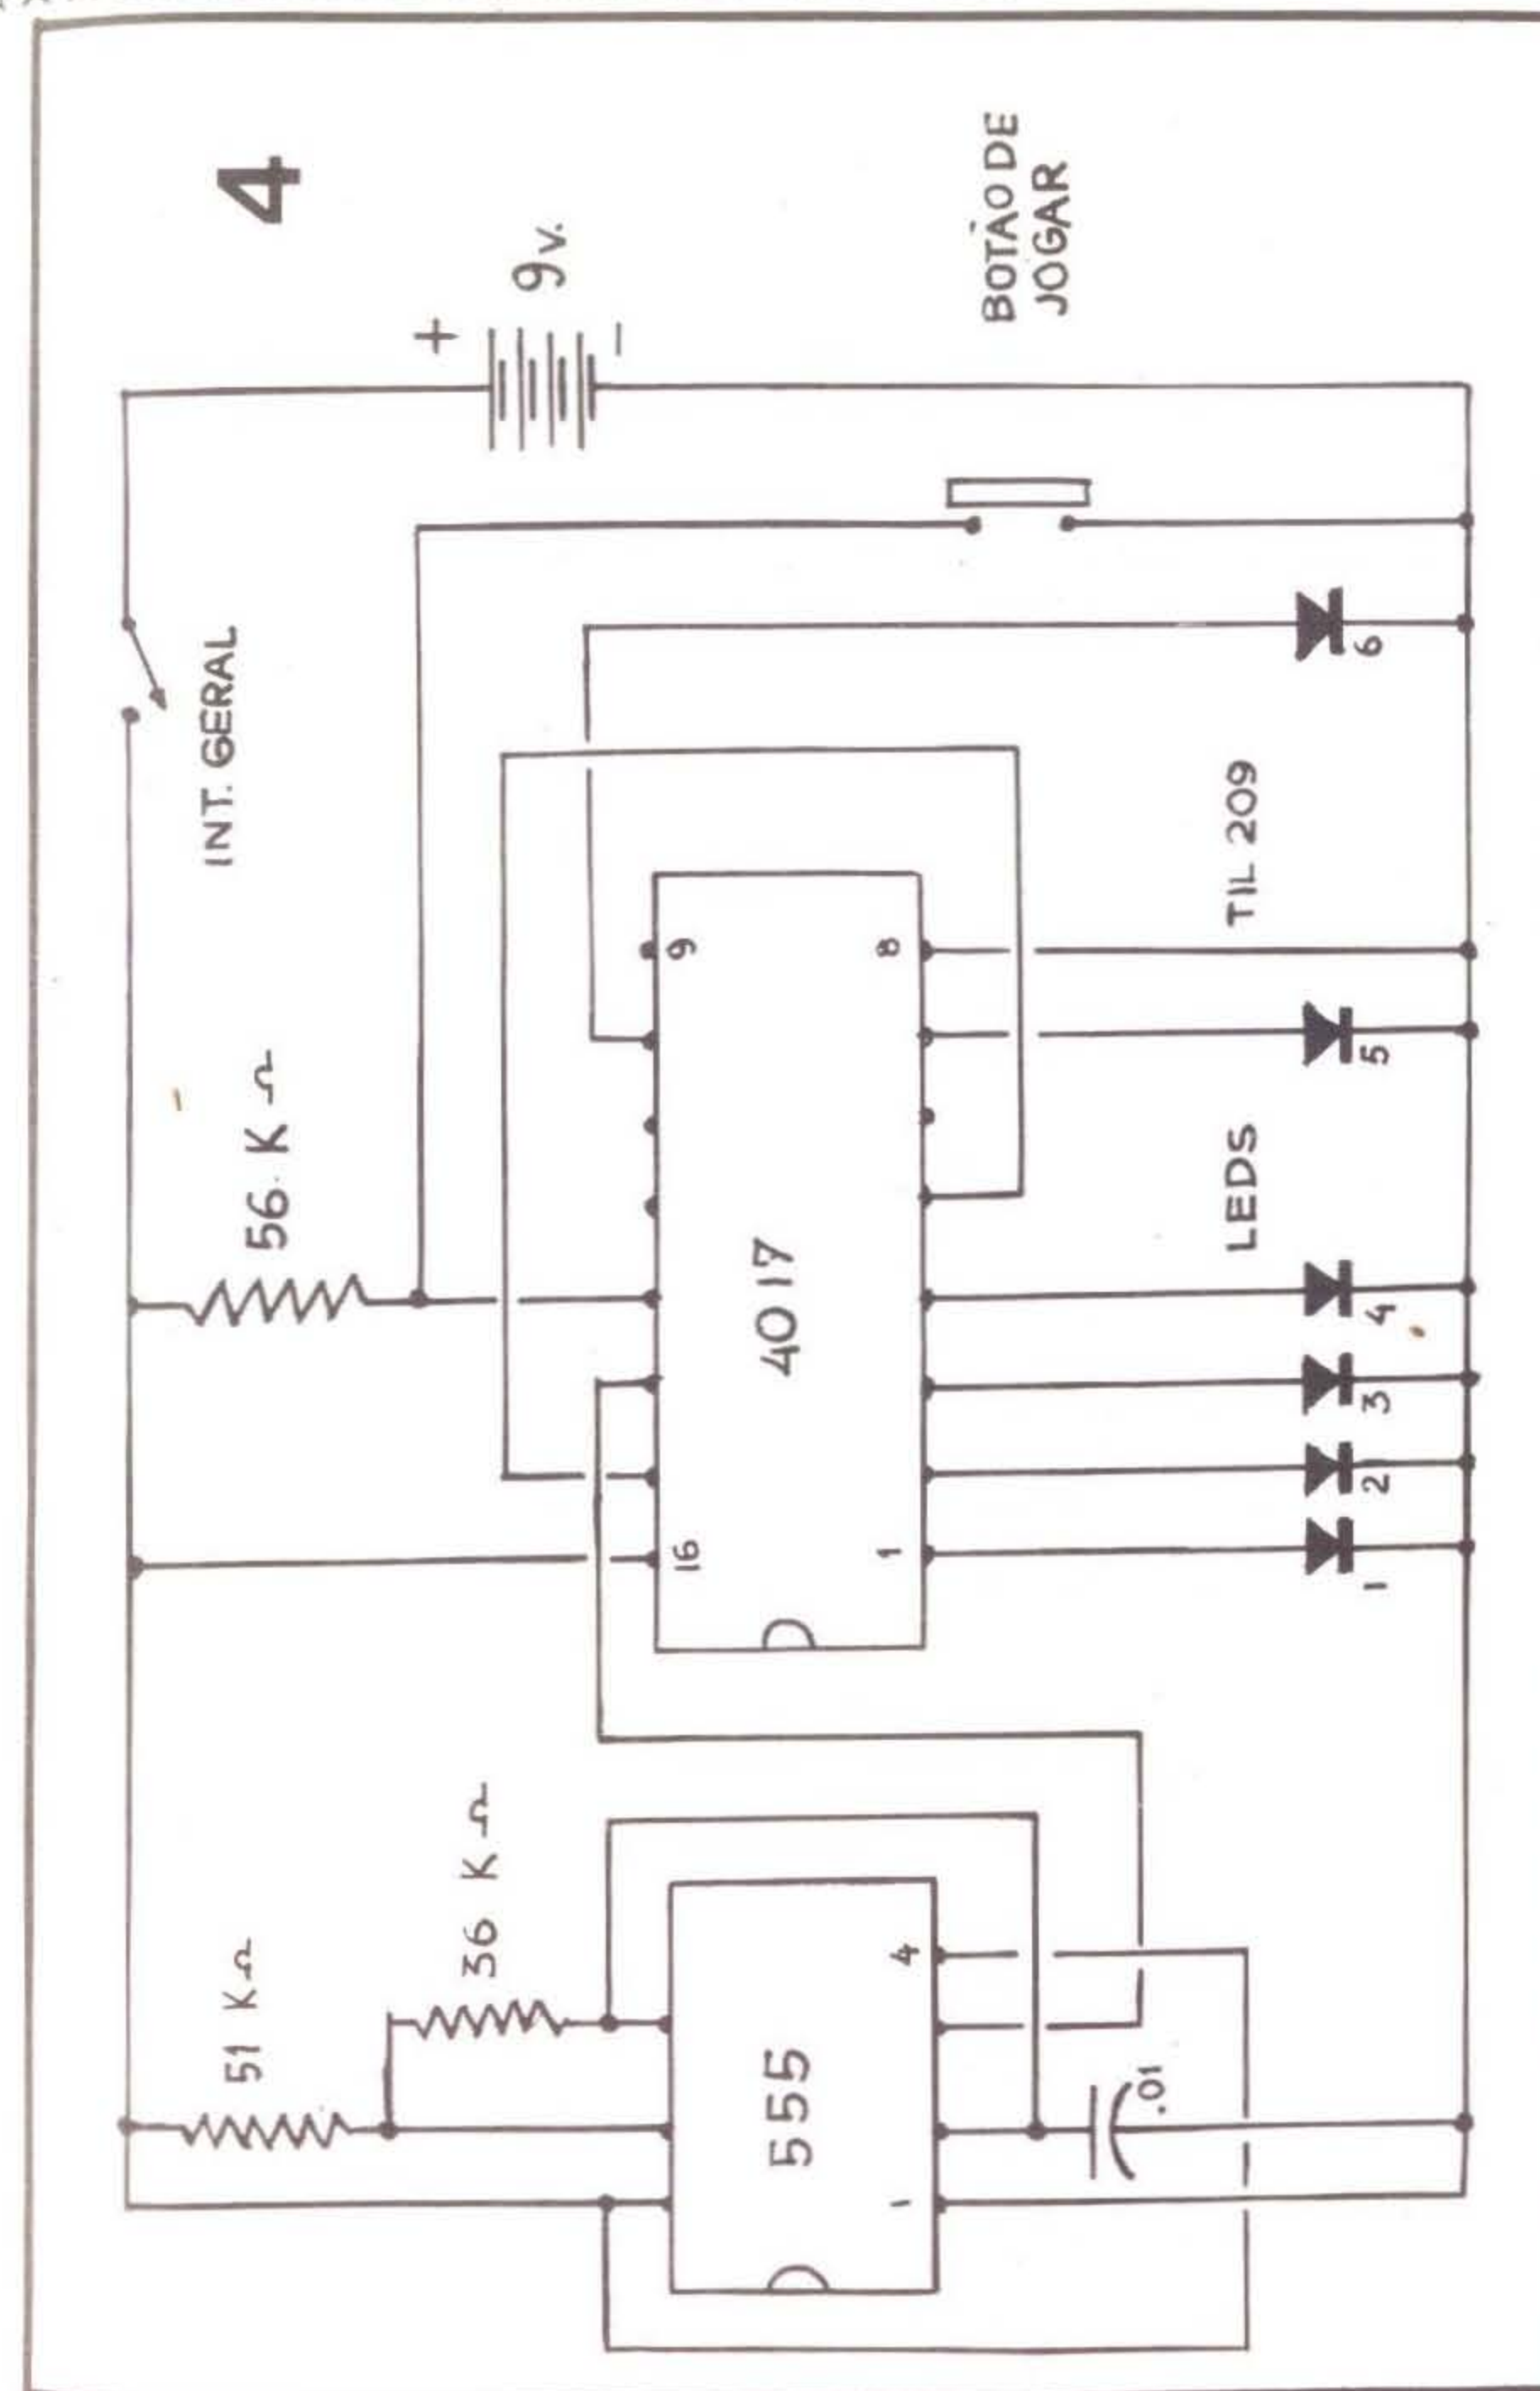 4
INT. GERAL
56 K Ω
51 K Ω
36 K Ω
+
9v.
−
BOTÃO DE
JOGAR
16
9
4017
1
8
555
1
4
.01
LEDS
TIL 209
1
2
3
4
5
6